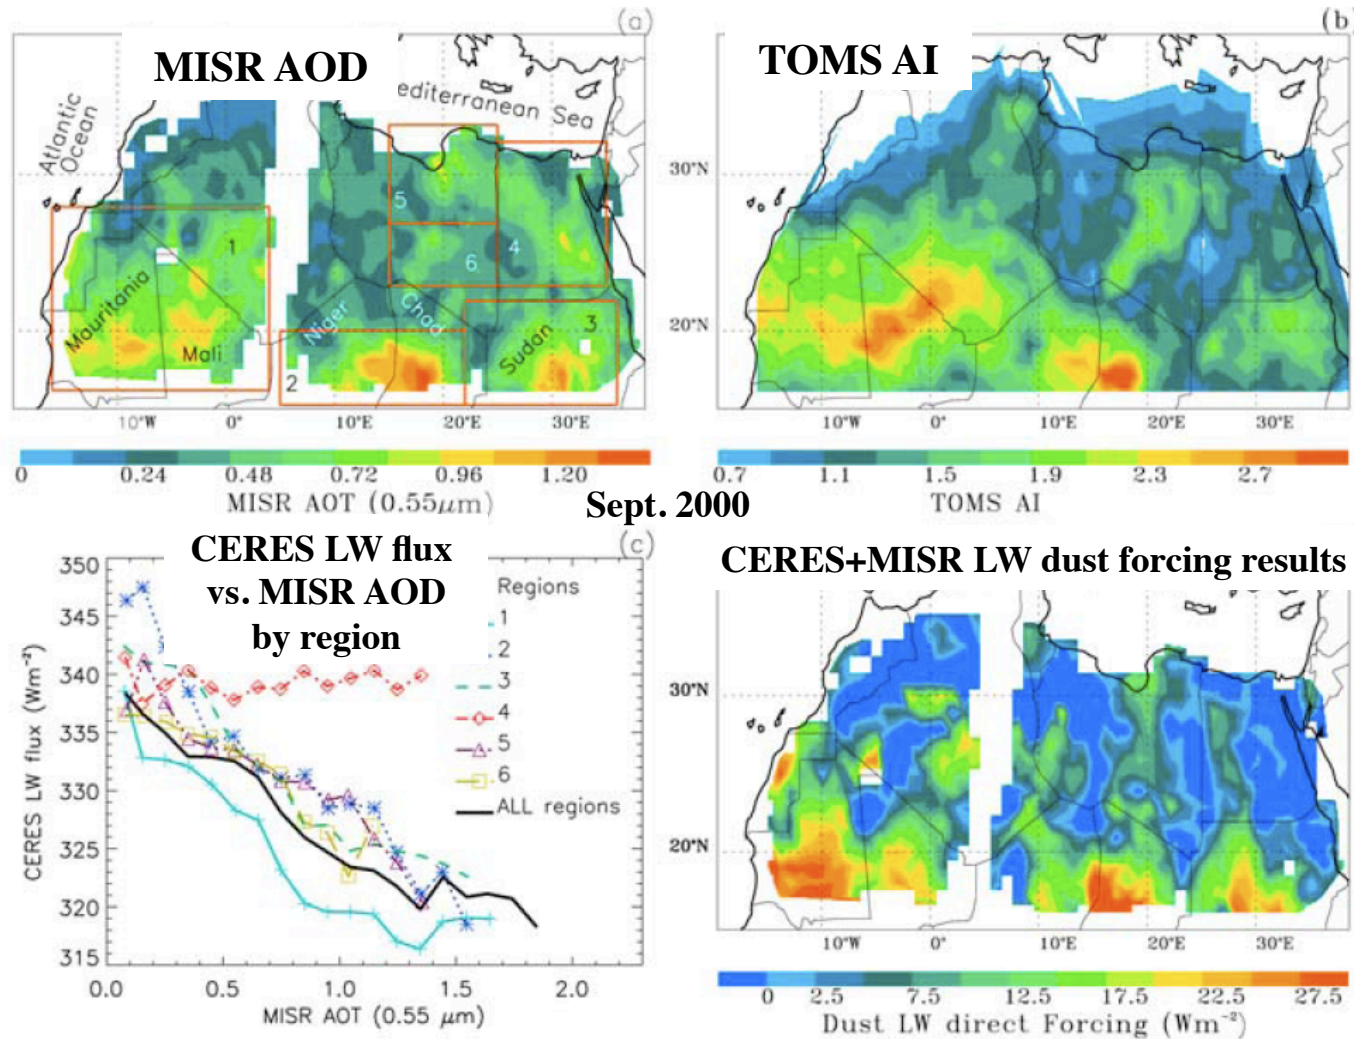 (a)
MISR AOD
editerranean Sea
Atlantic
Ocean
1
5
4
6
Mauritania
Mali
Niger
Chad
Sudan
3
2
10°W 0° 10°E 20°E 30°E
0 0.24 0.48 0.72 0.96 1.20
MISR AOT (0.55μm)
(b)
TOMS AI
30°N
20°N
10°W 0° 10°E 20°E 30°E
0.7 1.1 1.5 1.9 2.3 2.7
TOMS AI
Sept. 2000
(c)
CERES LW flux
vs. MISR AOD
by region
350
345
340
335
330
325
320
315
CERES LW flux (Wm⁻²)
0.0 0.5 1.0 1.5 2.0
MISR AOT (0.55 μm)
Regions
1
2
3
4
5
6
ALL regions
CERES+MISR LW dust forcing results
30°N
20°N
10°W 0° 10°E 20°E 30°E
0 2.5 7.5 12.5 17.5 22.5 27.5
Dust LW direct Forcing (Wm⁻²)